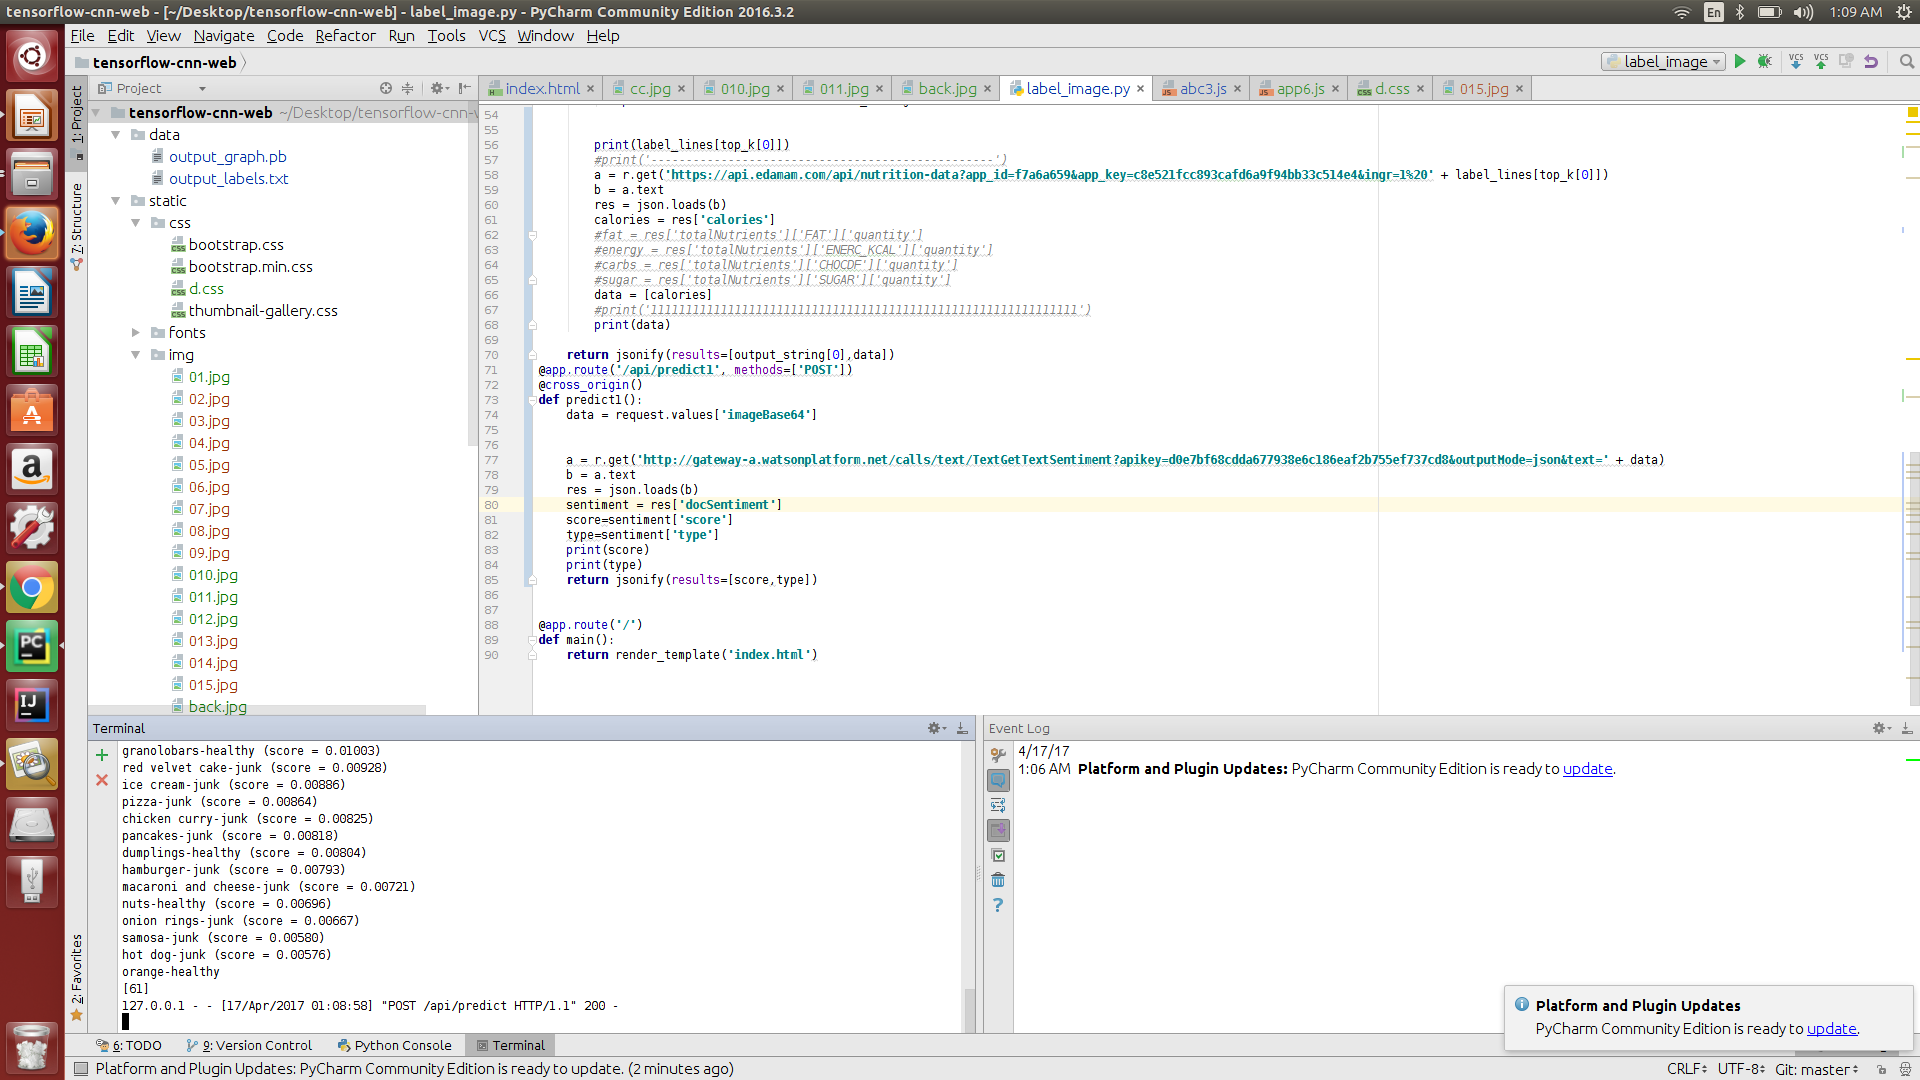 tensorflow-cnn-web - [~/Desktop/tensorflow-cnn-web] - label_image.py - PyCharm Community Edition 2016.3.2
En
1:09 AM
File Edit View Navigate Code Refactor Run Tools VCS Window Help
tensorflow-cnn-web
label_image
VCS VCS
Project
index.html cc.jpg 010.jpg 011.jpg back.jpg label_image.py abc3.js app6.js d.css 015.jpg
1: Project
7: Structure
2: Favorites
tensorflow-cnn-web ~/Desktop/tensorflow-cnn-w
data
output_graph.pb
output_labels.txt
static
css
bootstrap.css
bootstrap.min.css
d.css
thumbnail-gallery.css
fonts
img
01.jpg
02.jpg
03.jpg
04.jpg
05.jpg
06.jpg
07.jpg
08.jpg
09.jpg
010.jpg
011.jpg
012.jpg
013.jpg
014.jpg
015.jpg
back.jpg
54
55
56 print(label_lines[top_k[0]])
57 #print('-------------------------------------------------')
58 a = r.get('https://api.edamam.com/api/nutrition-data?app_id=f7a6a659&app_key=c8e521fcc893cafd6a9f94bb33c514e4&ingr=1%20' + label_lines[top_k[0]])
59 b = a.text
60 res = json.loads(b)
61 calories = res['calories']
62 #fat = res['totalNutrients']['FAT']['quantity']
63 #energy = res['totalNutrients']['ENERC_KCAL']['quantity']
64 #carbs = res['totalNutrients']['CHOCDF']['quantity']
65 #sugar = res['totalNutrients']['SUGAR']['quantity']
66 data = [calories]
67
68 print(data)
69
70 return jsonify(results=[output_string[0],data])
71 @app.route('/api/predict1', methods=['POST'])
72 @cross_origin()
73 def predict1():
74 data = request.values['imageBase64']
75
76
77 a = r.get('http://gateway-a.watsonplatform.net/calls/text/TextGetTextSentiment?apikey=d0e7bf68cdda677938e6c186eaf2b755ef737cd8&outputMode=json&text=' + data)
78 b = a.text
79 res = json.loads(b)
80 sentiment = res['docSentiment']
81 score=sentiment['score']
82 type=sentiment['type']
83 print(score)
84 print(type)
85 return jsonify(results=[score,type])
86
87
88 @app.route('/')
89 def main():
90 return render_template('index.html')
Terminal
granolobars-healthy (score = 0.01003)
red velvet cake-junk (score = 0.00928)
ice cream-junk (score = 0.00886)
pizza-junk (score = 0.00864)
chicken curry-junk (score = 0.00825)
pancakes-junk (score = 0.00818)
dumplings-healthy (score = 0.00804)
hamburger-junk (score = 0.00793)
macaroni and cheese-junk (score = 0.00721)
nuts-healthy (score = 0.00696)
onion rings-junk (score = 0.00667)
samosa-junk (score = 0.00580)
hot dog-junk (score = 0.00576)
orange-healthy
[61]
127.0.0.1 - - [17/Apr/2017 01:08:58] "POST /api/predict HTTP/1.1" 200 -
Event Log
4/17/17
1:06 AM Platform and Plugin Updates: PyCharm Community Edition is ready to update.
Platform and Plugin Updates
PyCharm Community Edition is ready to update.
6: TODO 9: Version Control Python Console Terminal
Platform and Plugin Updates: PyCharm Community Edition is ready to update. (2 minutes ago)
CRLF UTF-8 Git: master